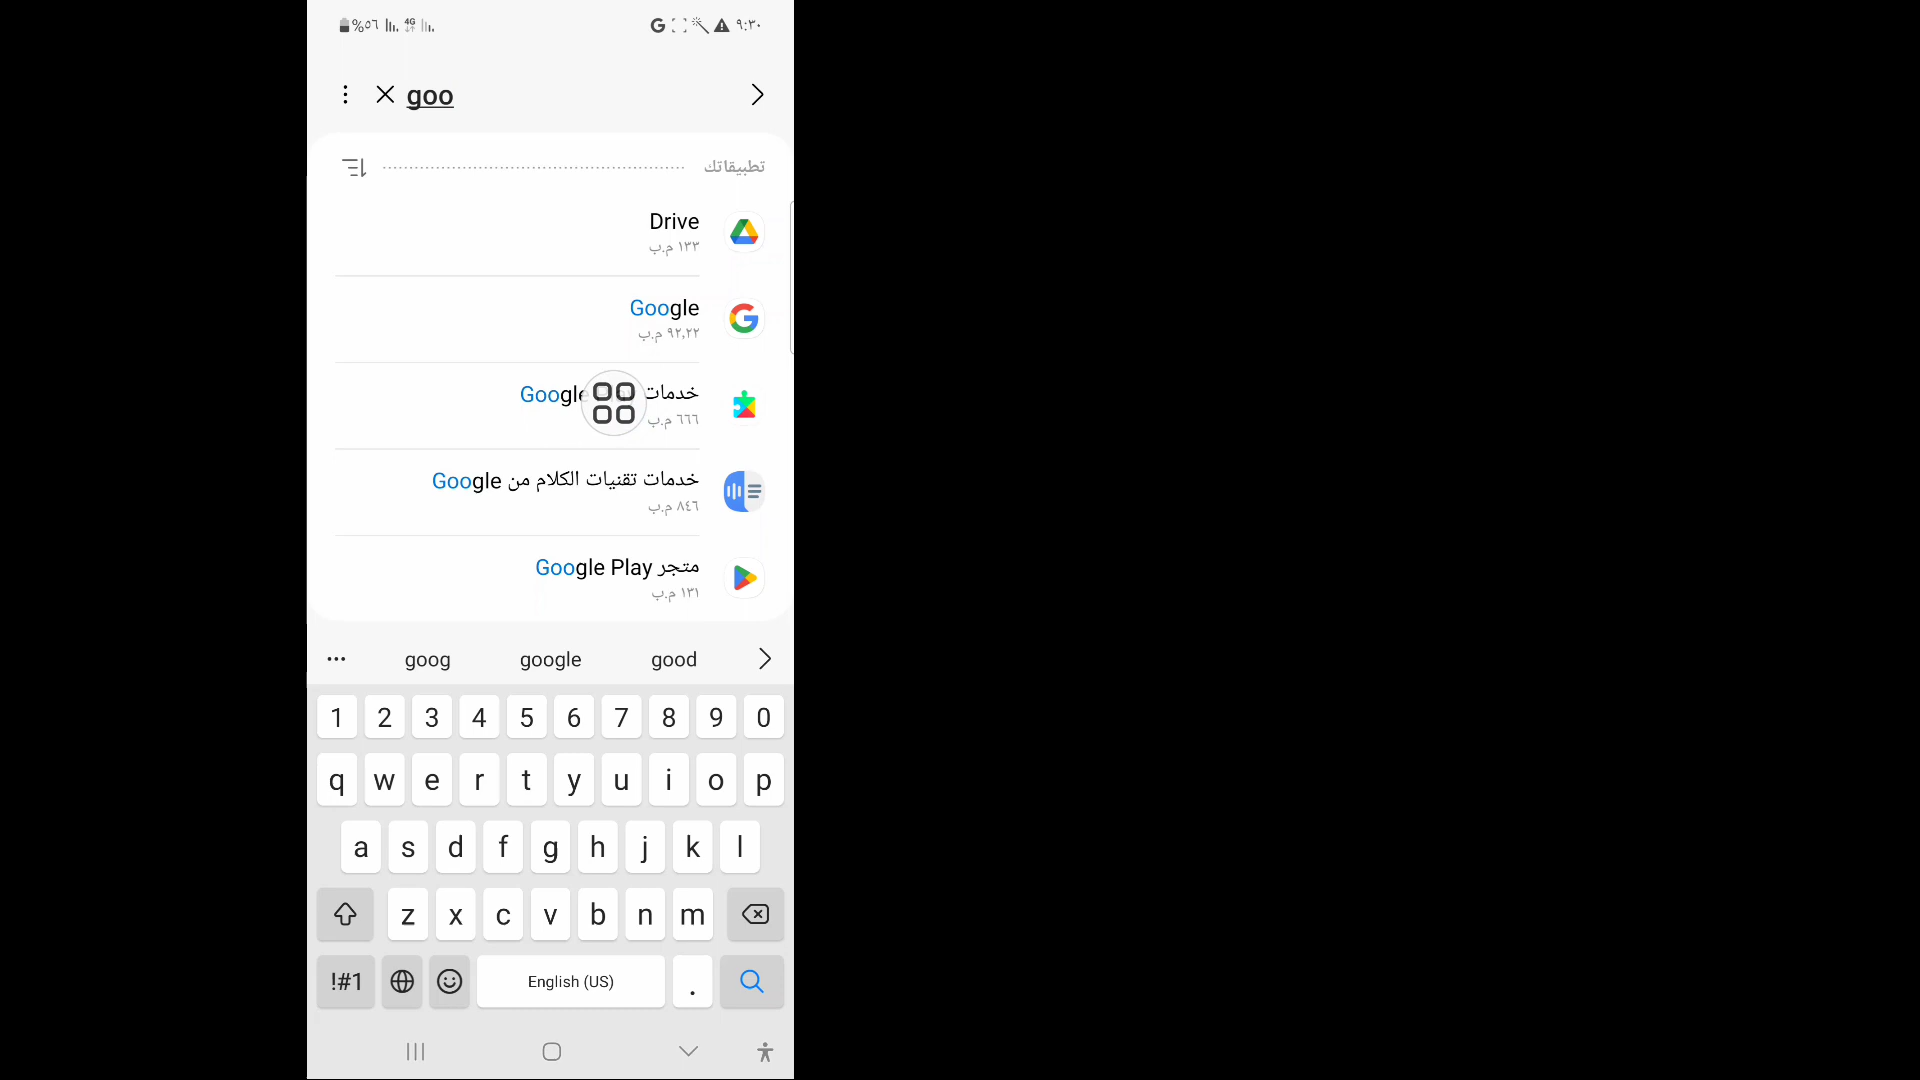 %٥٦ 4G ٩:٣٠
goo
تطبيقاتك
Drive
١٣٣ م.ب
Google
٩٢,٢٢ م.ب
خدمات Google
٦٦٦ م.ب
خدمات تقنيات الكلام من Google
٨٤٦ م.ب
متجر Google Play
١٣١ م.ب
goog google good
1 2 3 4 5 6 7 8 9 0
q w e r t y u i o p
a s d f g h j k l
z x c v b n m
!#1 English (US) .